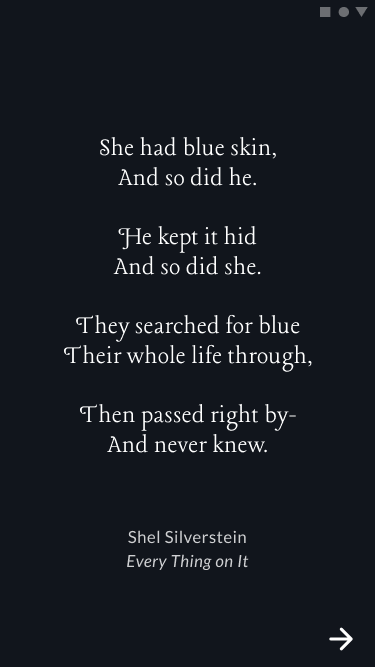 She had blue skin,
And so did he.
He kept it hid
And so did she.
They searched for blue
Their whole life through,
Then passed right by-
And never knew.
Shel Silverstein
Every Thing on It